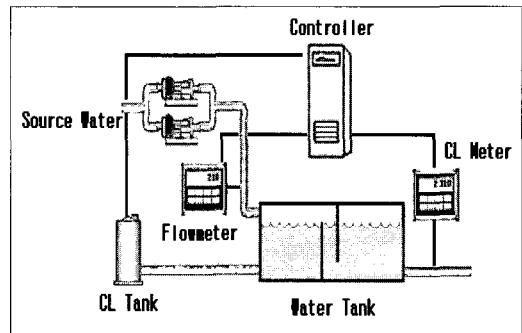 Controller
Source Water
CL Meter
Flowmeter
CL Tank
Water Tank